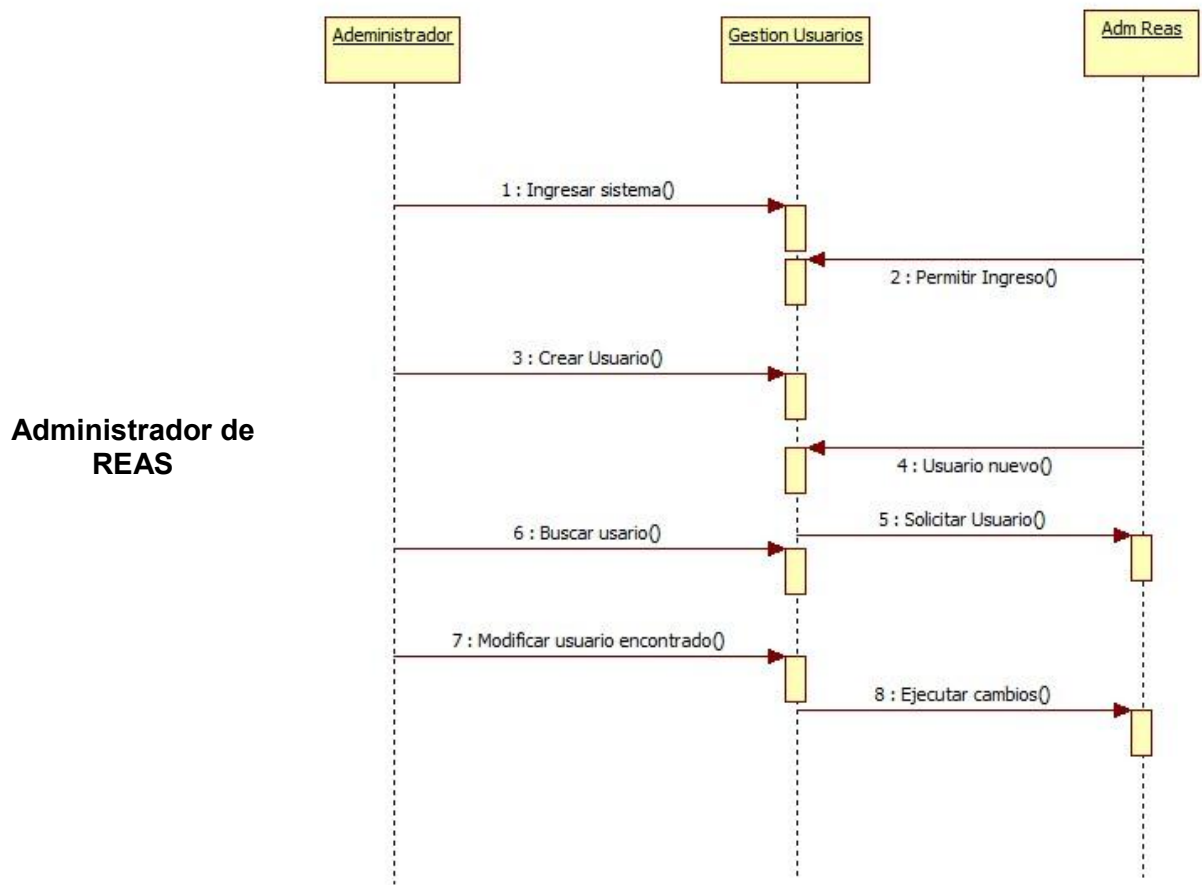 Adeministrador
Gestion Usuarios
Adm Reas
1 : Ingresar sistema()
2 : Permitir Ingreso()
3 : Crear Usuario()
Administrador de
REAS
4 : Usuario nuevo()
5 : Solicitar Usuario()
6 : Buscar usario()
7 : Modificar usuario encontrado()
8 : Ejecutar cambios()